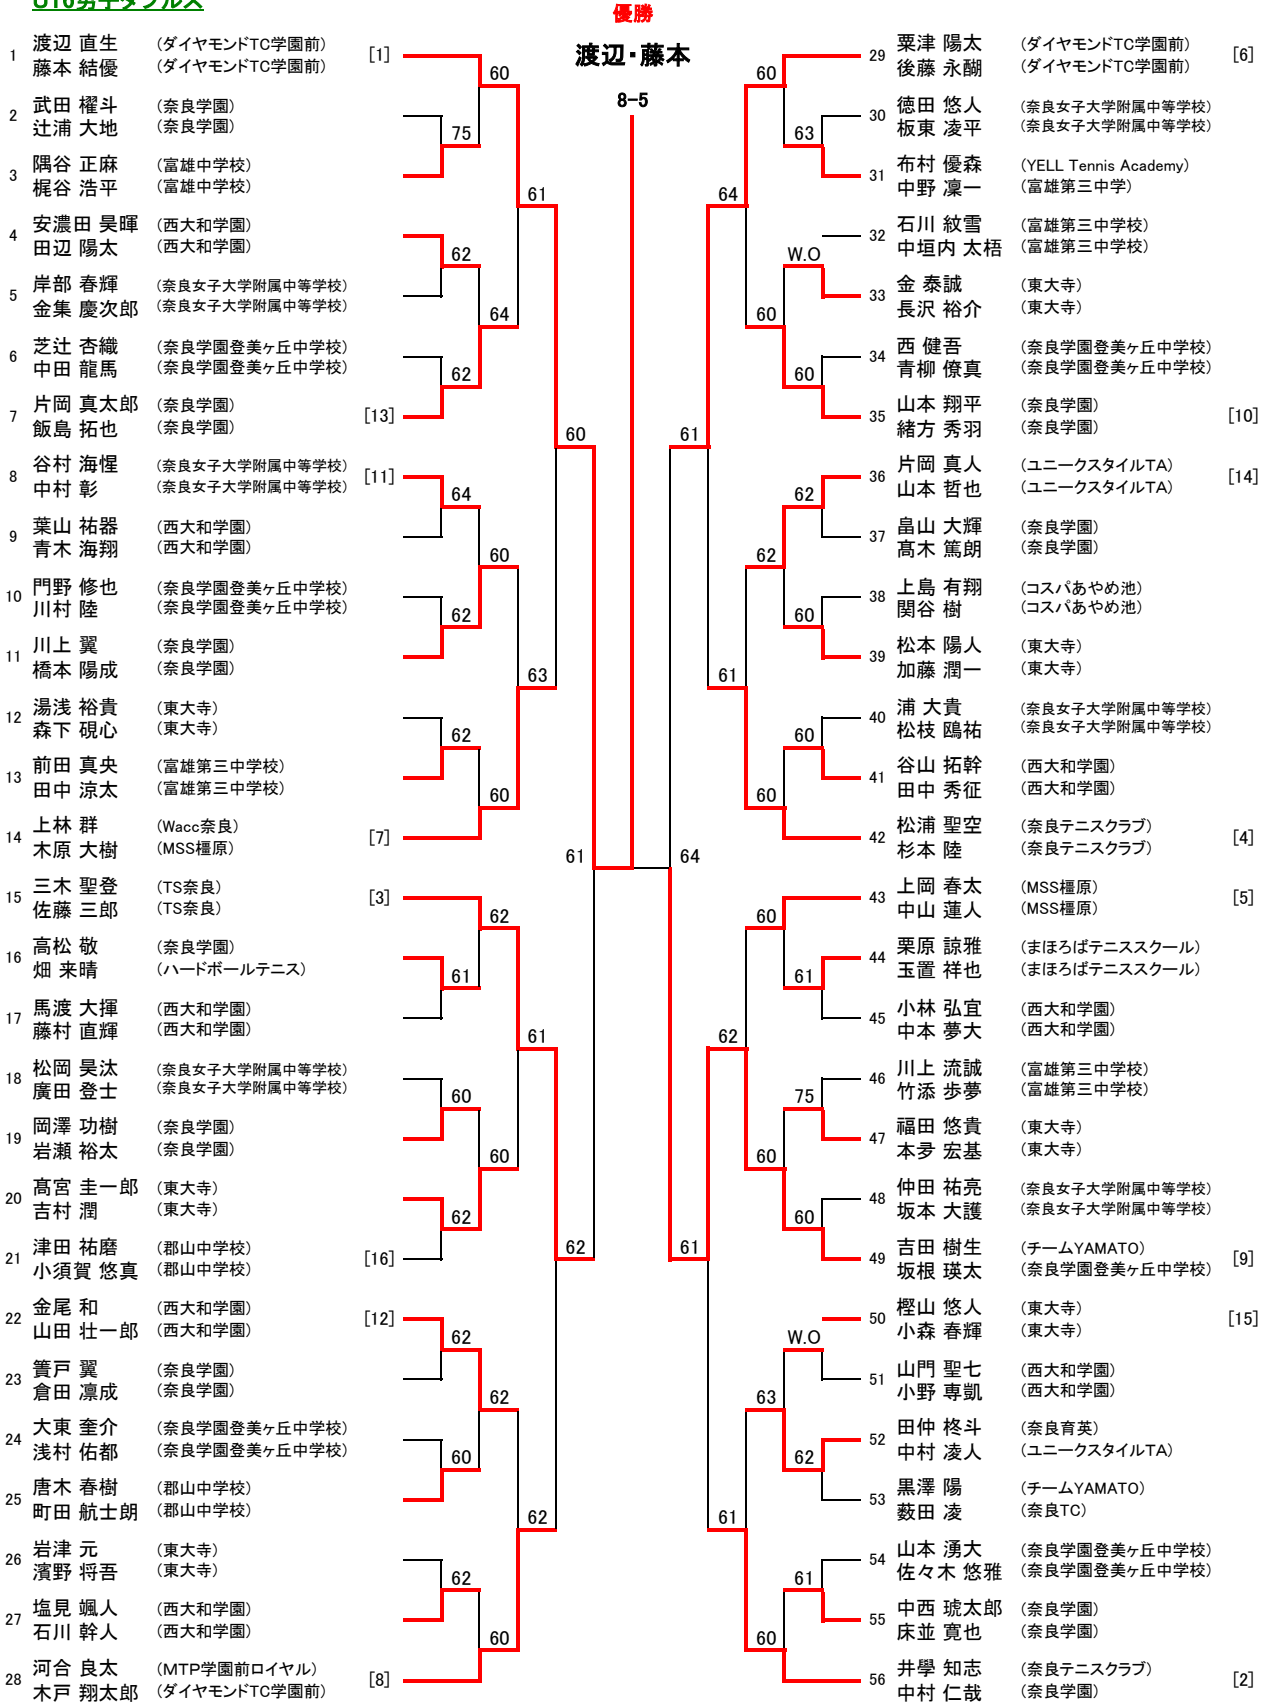 U16男子ダブルス
優勝
渡辺・藤本
8-5
1 渡辺 直生 (ダイヤモンドTC学園前) [1]
藤本 結優 (ダイヤモンドTC学園前)
2 武田 櫂斗 (奈良学園)
辻浦 大地 (奈良学園)
3 隅谷 正麻 (富雄中学校)
梶谷 浩平 (富雄中学校)
4 安濃田 昊暉 (西大和学園)
田辺 陽太 (西大和学園)
5 岸部 春輝 (奈良女子大学附属中等学校)
金集 慶次郎 (奈良女子大学附属中等学校)
6 芝辻 杏織 (奈良学園登美ヶ丘中学校)
中田 龍馬 (奈良学園登美ヶ丘中学校)
7 片岡 真太郎 (奈良学園) [13]
飯島 拓也 (奈良学園)
8 谷村 海惺 (奈良女子大学附属中等学校) [11]
中村 彰 (奈良女子大学附属中等学校)
9 葉山 祐器 (西大和学園)
青木 海翔 (西大和学園)
10 門野 修也 (奈良学園登美ヶ丘中学校)
川村 陸 (奈良学園登美ヶ丘中学校)
11 川上 翼 (奈良学園)
橋本 陽成 (奈良学園)
12 湯浅 裕貴 (東大寺)
森下 硯心 (東大寺)
13 前田 真央 (富雄第三中学校)
田中 涼太 (富雄第三中学校)
14 上林 群 (Wacc奈良) [7]
木原 大樹 (MSS橿原)
15 三木 聖登 (TS奈良) [3]
佐藤 三郎 (TS奈良)
16 高松 敬 (奈良学園)
畑 来晴 (ハードボールテニス)
17 馬渡 大揮 (西大和学園)
藤村 直輝 (西大和学園)
18 松岡 昊汰 (奈良女子大学附属中等学校)
廣田 登士 (奈良女子大学附属中等学校)
19 岡澤 功樹 (奈良学園)
岩瀬 裕太 (奈良学園)
20 髙宮 圭一郎 (東大寺)
吉村 潤 (東大寺)
21 津田 祐磨 (郡山中学校) [16]
小須賀 悠真 (郡山中学校)
22 金尾 和 (西大和学園) [12]
山田 壮一郎 (西大和学園)
23 簀戸 翼 (奈良学園)
倉田 凛成 (奈良学園)
24 大東 奎介 (奈良学園登美ヶ丘中学校)
浅村 佑都 (奈良学園登美ヶ丘中学校)
25 唐木 春樹 (郡山中学校)
町田 航士朗 (郡山中学校)
26 岩津 元 (東大寺)
濱野 将吾 (東大寺)
27 塩見 颯人 (西大和学園)
石川 幹人 (西大和学園)
28 河合 良太 (MTP学園前ロイヤル) [8]
木戸 翔太郎 (ダイヤモンドTC学園前)
60
75
61
62
64
62
60
64
60
62
63
62
60
61
62
61
61
60
60
62
62
62
62
60
62
62
60
29 粟津 陽太 (ダイヤモンドTC学園前) [6]
後藤 永醐 (ダイヤモンドTC学園前)
30 徳田 悠人 (奈良女子大学附属中等学校)
板東 凌平 (奈良女子大学附属中等学校)
31 布村 優森 (YELL Tennis Academy)
中野 凜一 (富雄第三中学)
32 石川 紋雪 (富雄第三中学校)
中垣内 太梧 (富雄第三中学校)
33 金 泰誠 (東大寺)
長沢 裕介 (東大寺)
34 西 健吾 (奈良学園登美ヶ丘中学校)
青柳 僚真 (奈良学園登美ヶ丘中学校)
35 山本 翔平 (奈良学園) [10]
緒方 秀羽 (奈良学園)
36 片岡 真人 (ユニークスタイルTA) [14]
山本 哲也 (ユニークスタイルTA)
37 畠山 大輝 (奈良学園)
髙木 篤朗 (奈良学園)
38 上島 有翔 (コスパあやめ池)
関谷 樹 (コスパあやめ池)
39 松本 陽人 (東大寺)
加藤 潤一 (東大寺)
40 浦 大貴 (奈良女子大学附属中等学校)
松枝 鴎祐 (奈良女子大学附属中等学校)
41 谷山 拓幹 (西大和学園)
田中 秀征 (西大和学園)
42 松浦 聖空 (奈良テニスクラブ) [4]
杉本 陸 (奈良テニスクラブ)
43 上岡 春太 (MSS橿原) [5]
中山 蓮人 (MSS橿原)
44 栗原 諒雅 (まほろばテニススクール)
玉置 祥也 (まほろばテニススクール)
45 小林 弘宜 (西大和学園)
中本 夢大 (西大和学園)
46 川上 流誠 (富雄第三中学校)
竹添 歩夢 (富雄第三中学校)
47 福田 悠貴 (東大寺)
本夛 宏基 (東大寺)
48 仲田 祐亮 (奈良女子大学附属中等学校)
坂本 大護 (奈良女子大学附属中等学校)
49 吉田 樹生 (チームYAMATO) [9]
坂根 瑛太 (奈良学園登美ヶ丘中学校)
50 樫山 悠人 (東大寺) [15]
小森 春輝 (東大寺)
51 山門 聖七 (西大和学園)
小野 専凱 (西大和学園)
52 田仲 柊斗 (奈良育英)
中村 凌人 (ユニークスタイルTA)
53 黒澤 陽 (チームYAMATO)
薮田 凌 (奈良TC)
54 山本 湧大 (奈良学園登美ヶ丘中学校)
佐々木 悠雅 (奈良学園登美ヶ丘中学校)
55 中西 琥太郎 (奈良学園)
床並 寛也 (奈良学園)
56 井學 知志 (奈良テニスクラブ) [2]
中村 仁哉 (奈良学園)
60
63
64
W.O
60
60
61
62
62
60
61
60
60
64
60
61
62
75
60
60
61
W.O
63
62
61
61
60